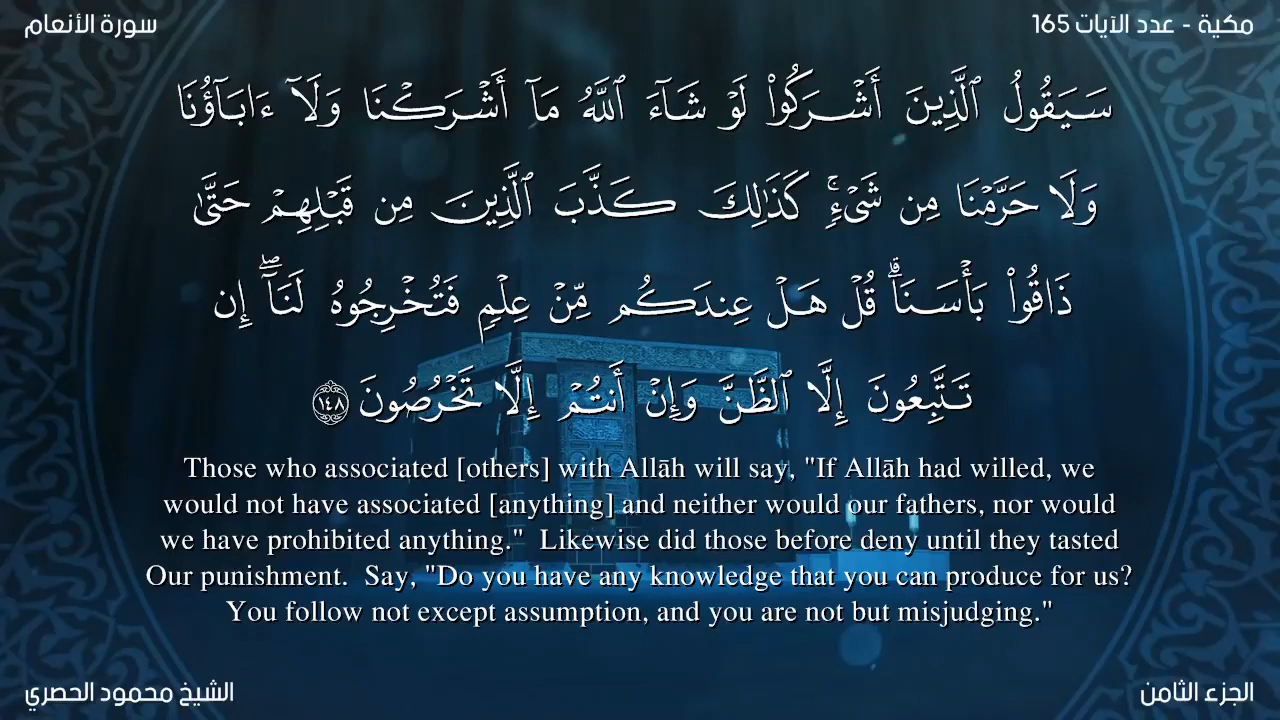 مكية - عدد الآيات 165
سورة الأنعام
سَيَقُولُ ٱلَّذِينَ أَشْرَكُوا۟ لَوْ شَآءَ ٱللَّهُ مَآ أَشْرَكْنَا وَلَآ ءَابَآؤُنَا
وَلَا حَرَّمْنَا مِن شَىْءٍۢ ۚ كَذَٰلِكَ كَذَّبَ ٱلَّذِينَ مِن قَبْلِهِمْ حَتَّىٰ
ذَاقُوا۟ بَأْسَنَا ۗ قُلْ هَلْ عِندَكُم مِّنْ عِلْمٍۢ فَتُخْرِجُوهُ لَنَآ ۖ إِن
تَتَّبِعُونَ إِلَّا ٱلظَّنَّ وَإِنْ أَنتُمْ إِلَّا تَخْرُصُونَ ١٤٨
Those who associated [others] with Allāh will say, "If Allāh had willed, we
would not have associated [anything] and neither would our fathers, nor would
we have prohibited anything."  Likewise did those before deny until they tasted
Our punishment.  Say, "Do you have any knowledge that you can produce for us?
You follow not except assumption, and you are not but misjudging."
الجزء الثامن
الشيخ محمود الحصري